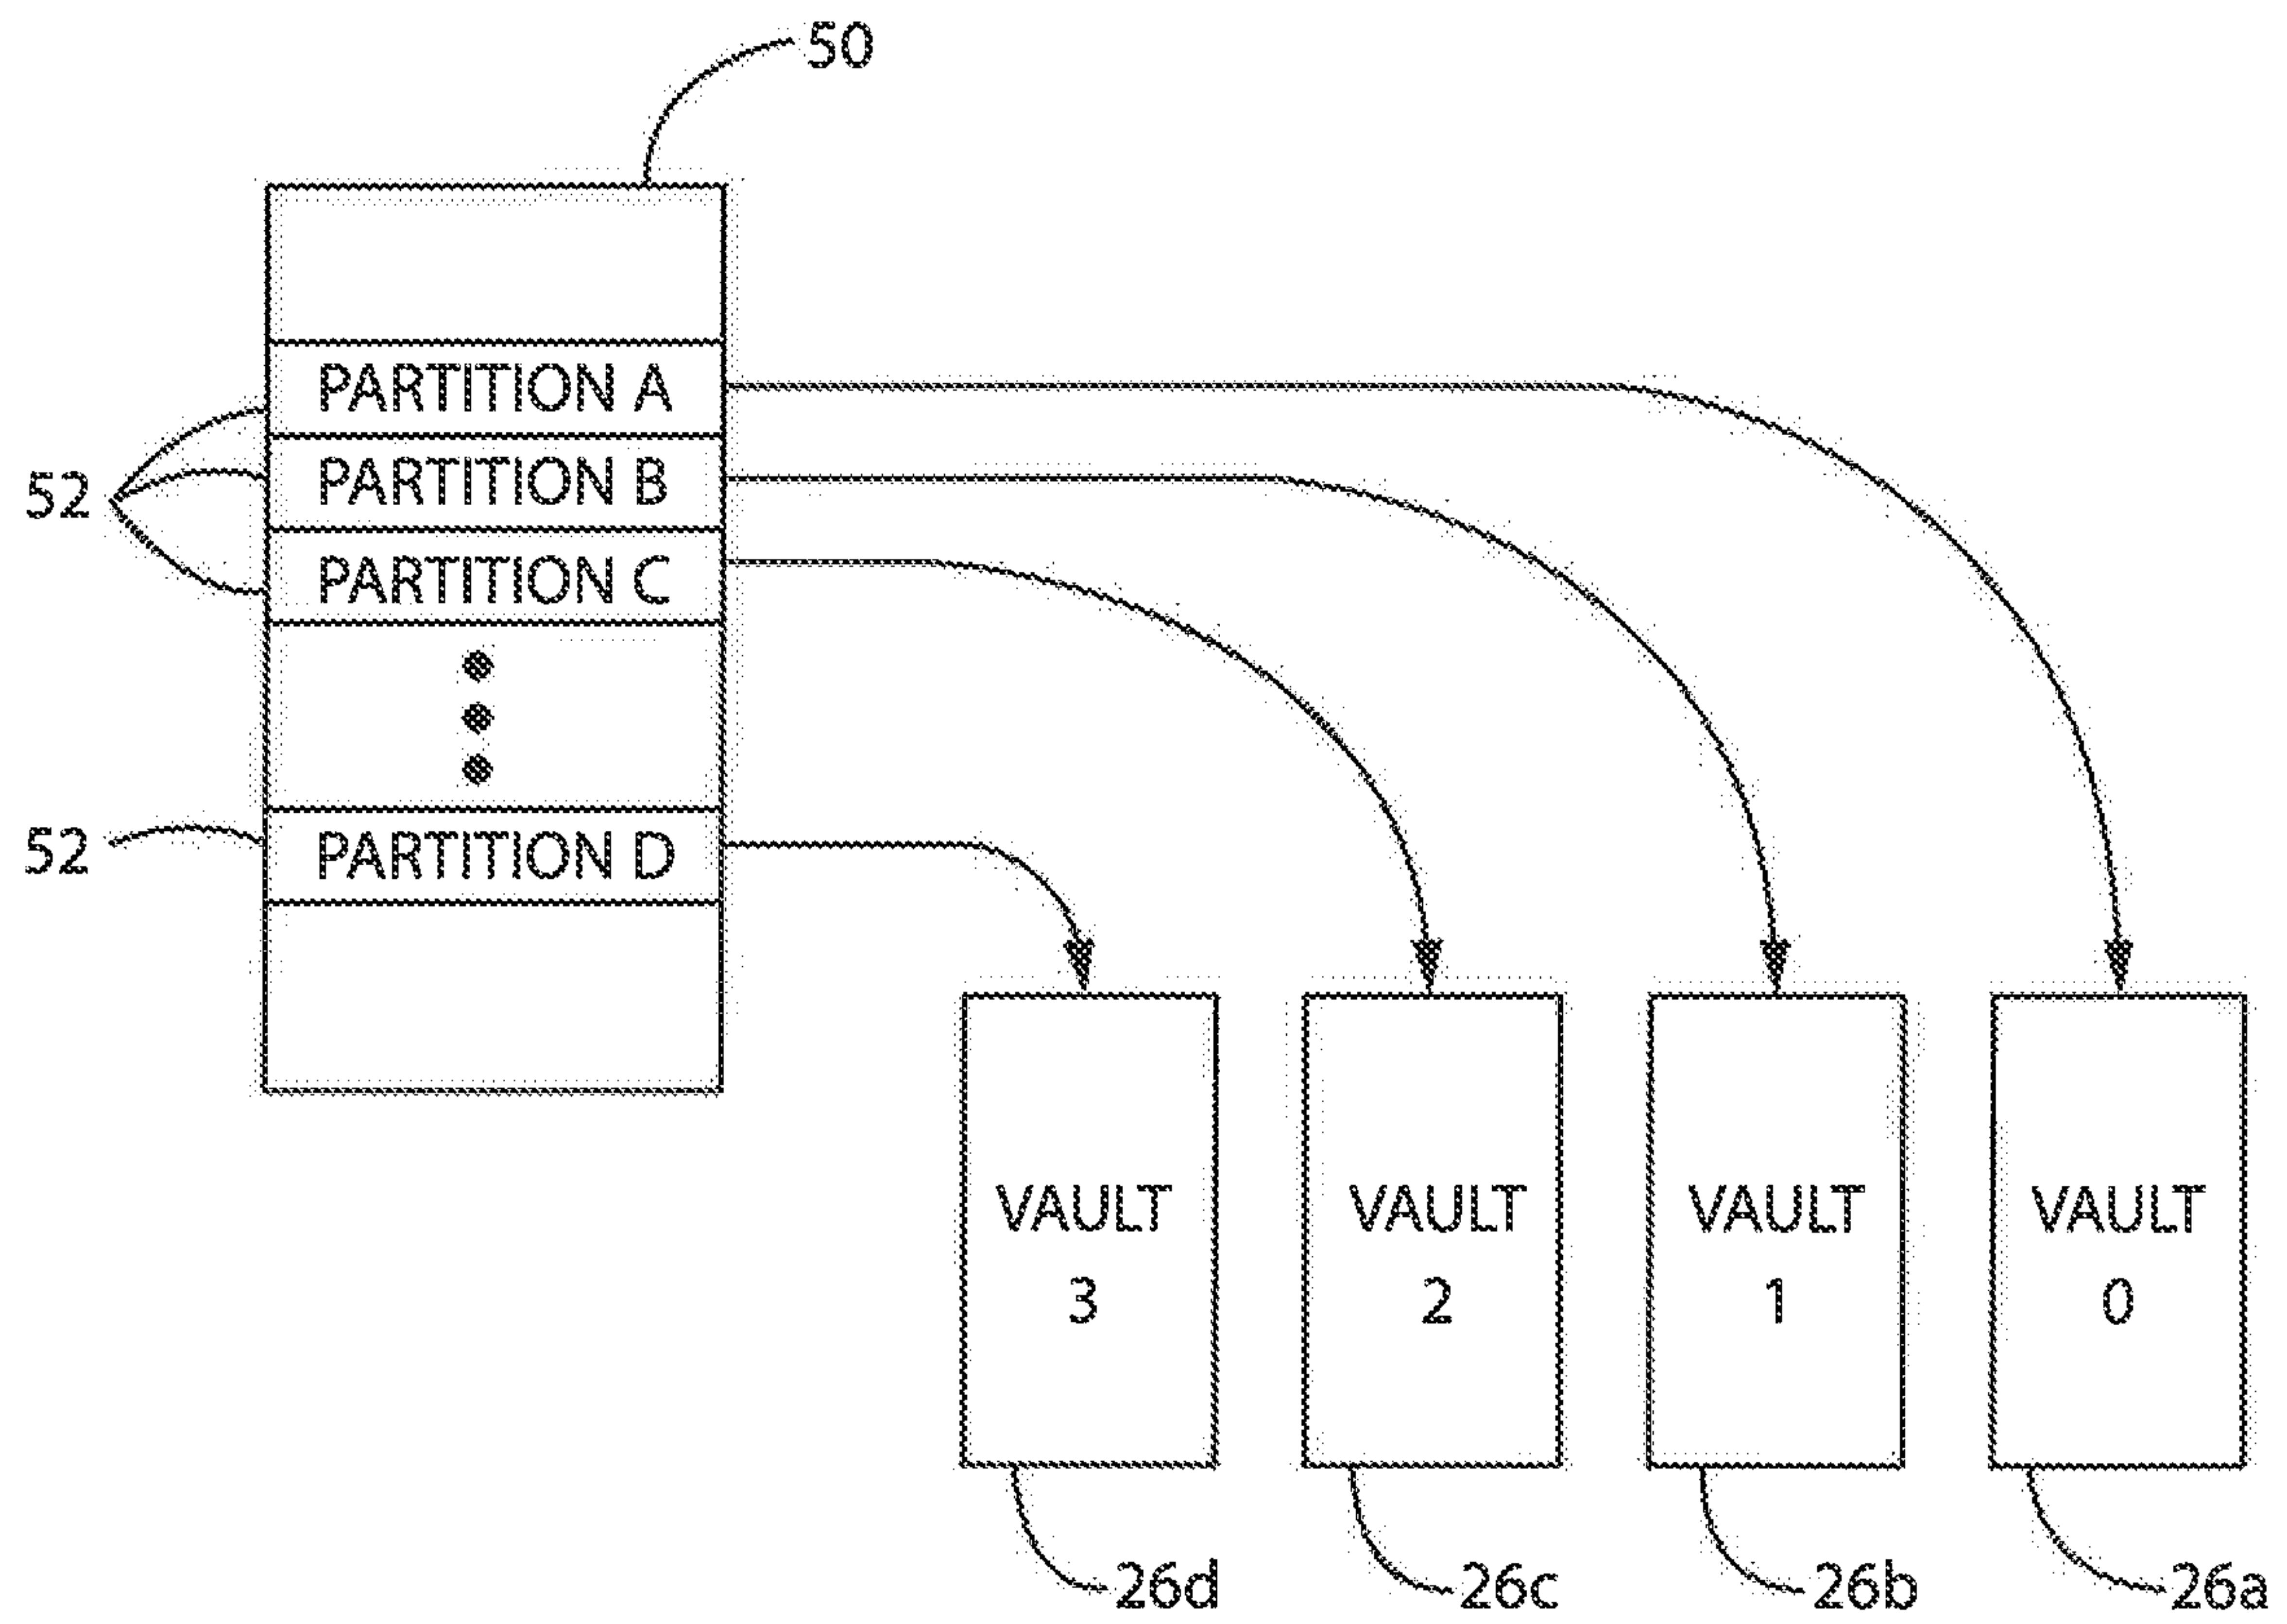 50
PARTITION A
52
PARTITION B
PARTITION C
52
PARTITION D
VAULT
3
VAULT
2
VAULT
1
VAULT
0
26d
26c
26b
26a